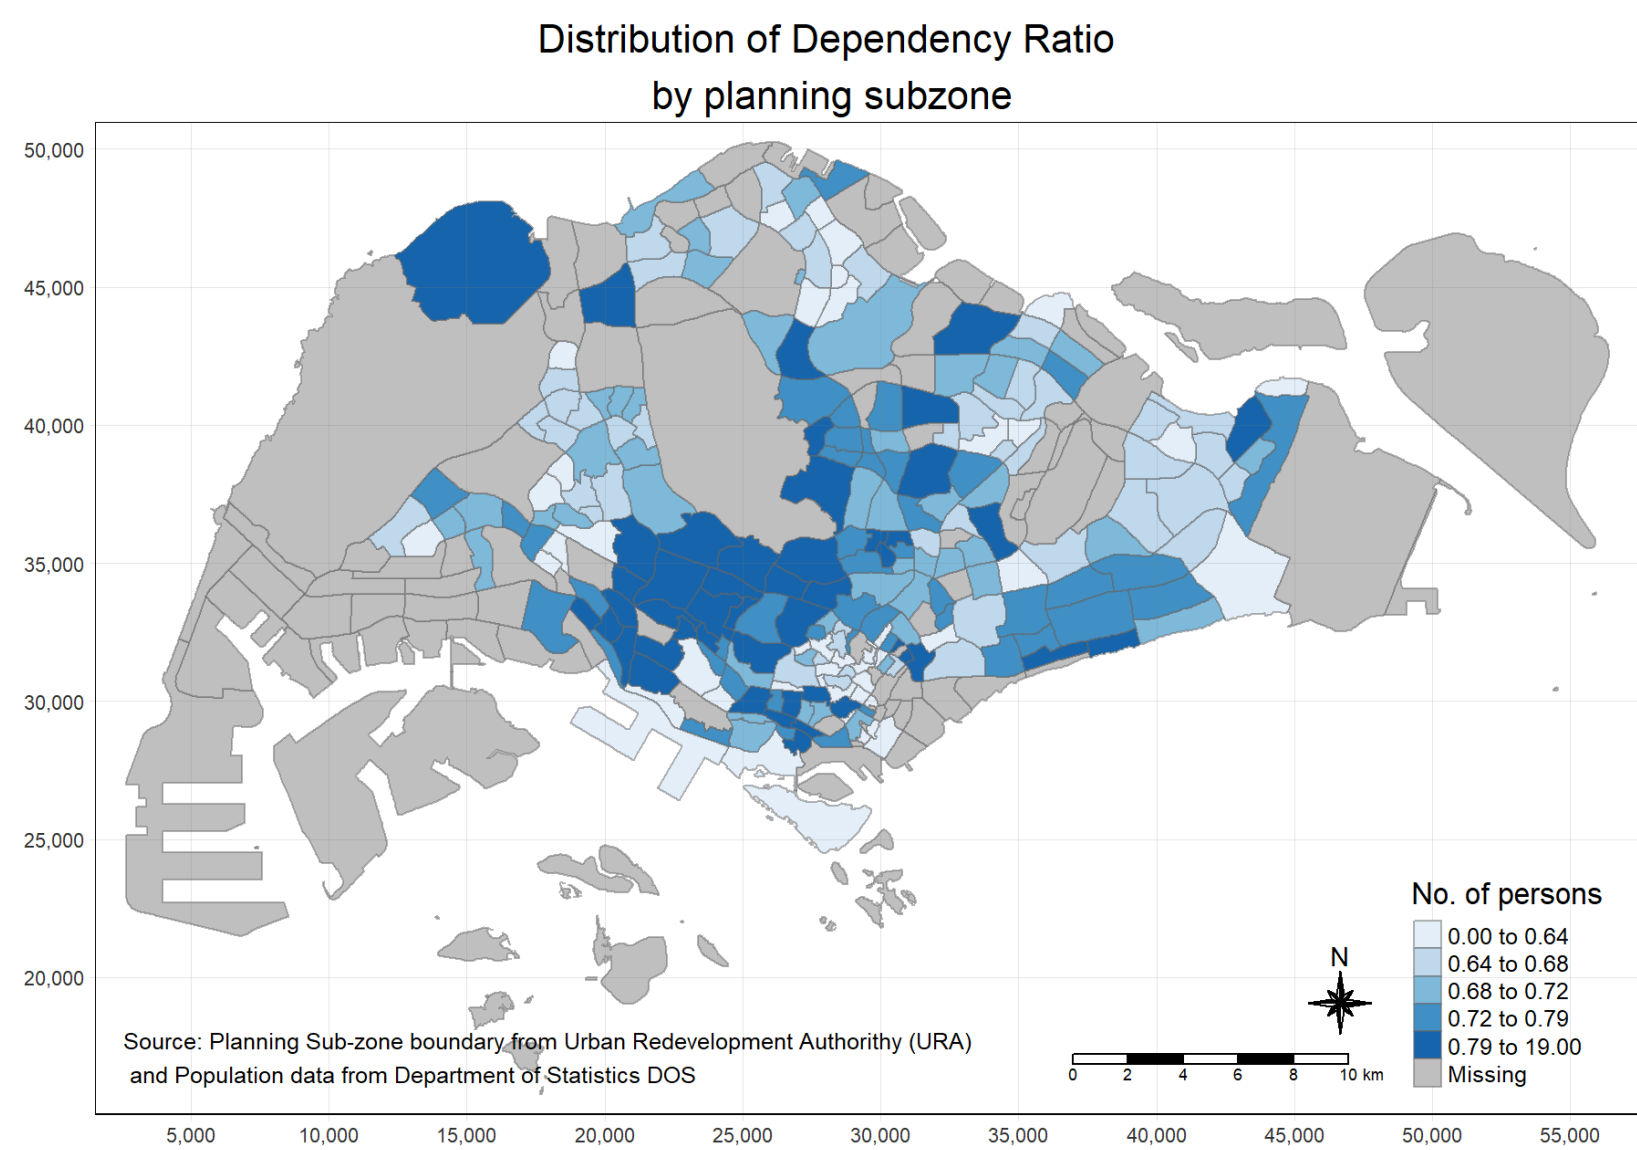 Distribution of Dependency Ratio
by planning subzone
50,000
45,000
40,000
35,000
30,000
25,000
20,000
5,000 10,000 15,000 20,000 25,000 30,000 35,000 40,000 45,000 50,000 55,000
Source: Planning Sub-zone boundary from Urban Redevelopment Authorithy (URA)
and Population data from Department of Statistics DOS
N
0 2 4 6 8 10 km
No. of persons
0.00 to 0.64
0.64 to 0.68
0.68 to 0.72
0.72 to 0.79
0.79 to 19.00
Missing